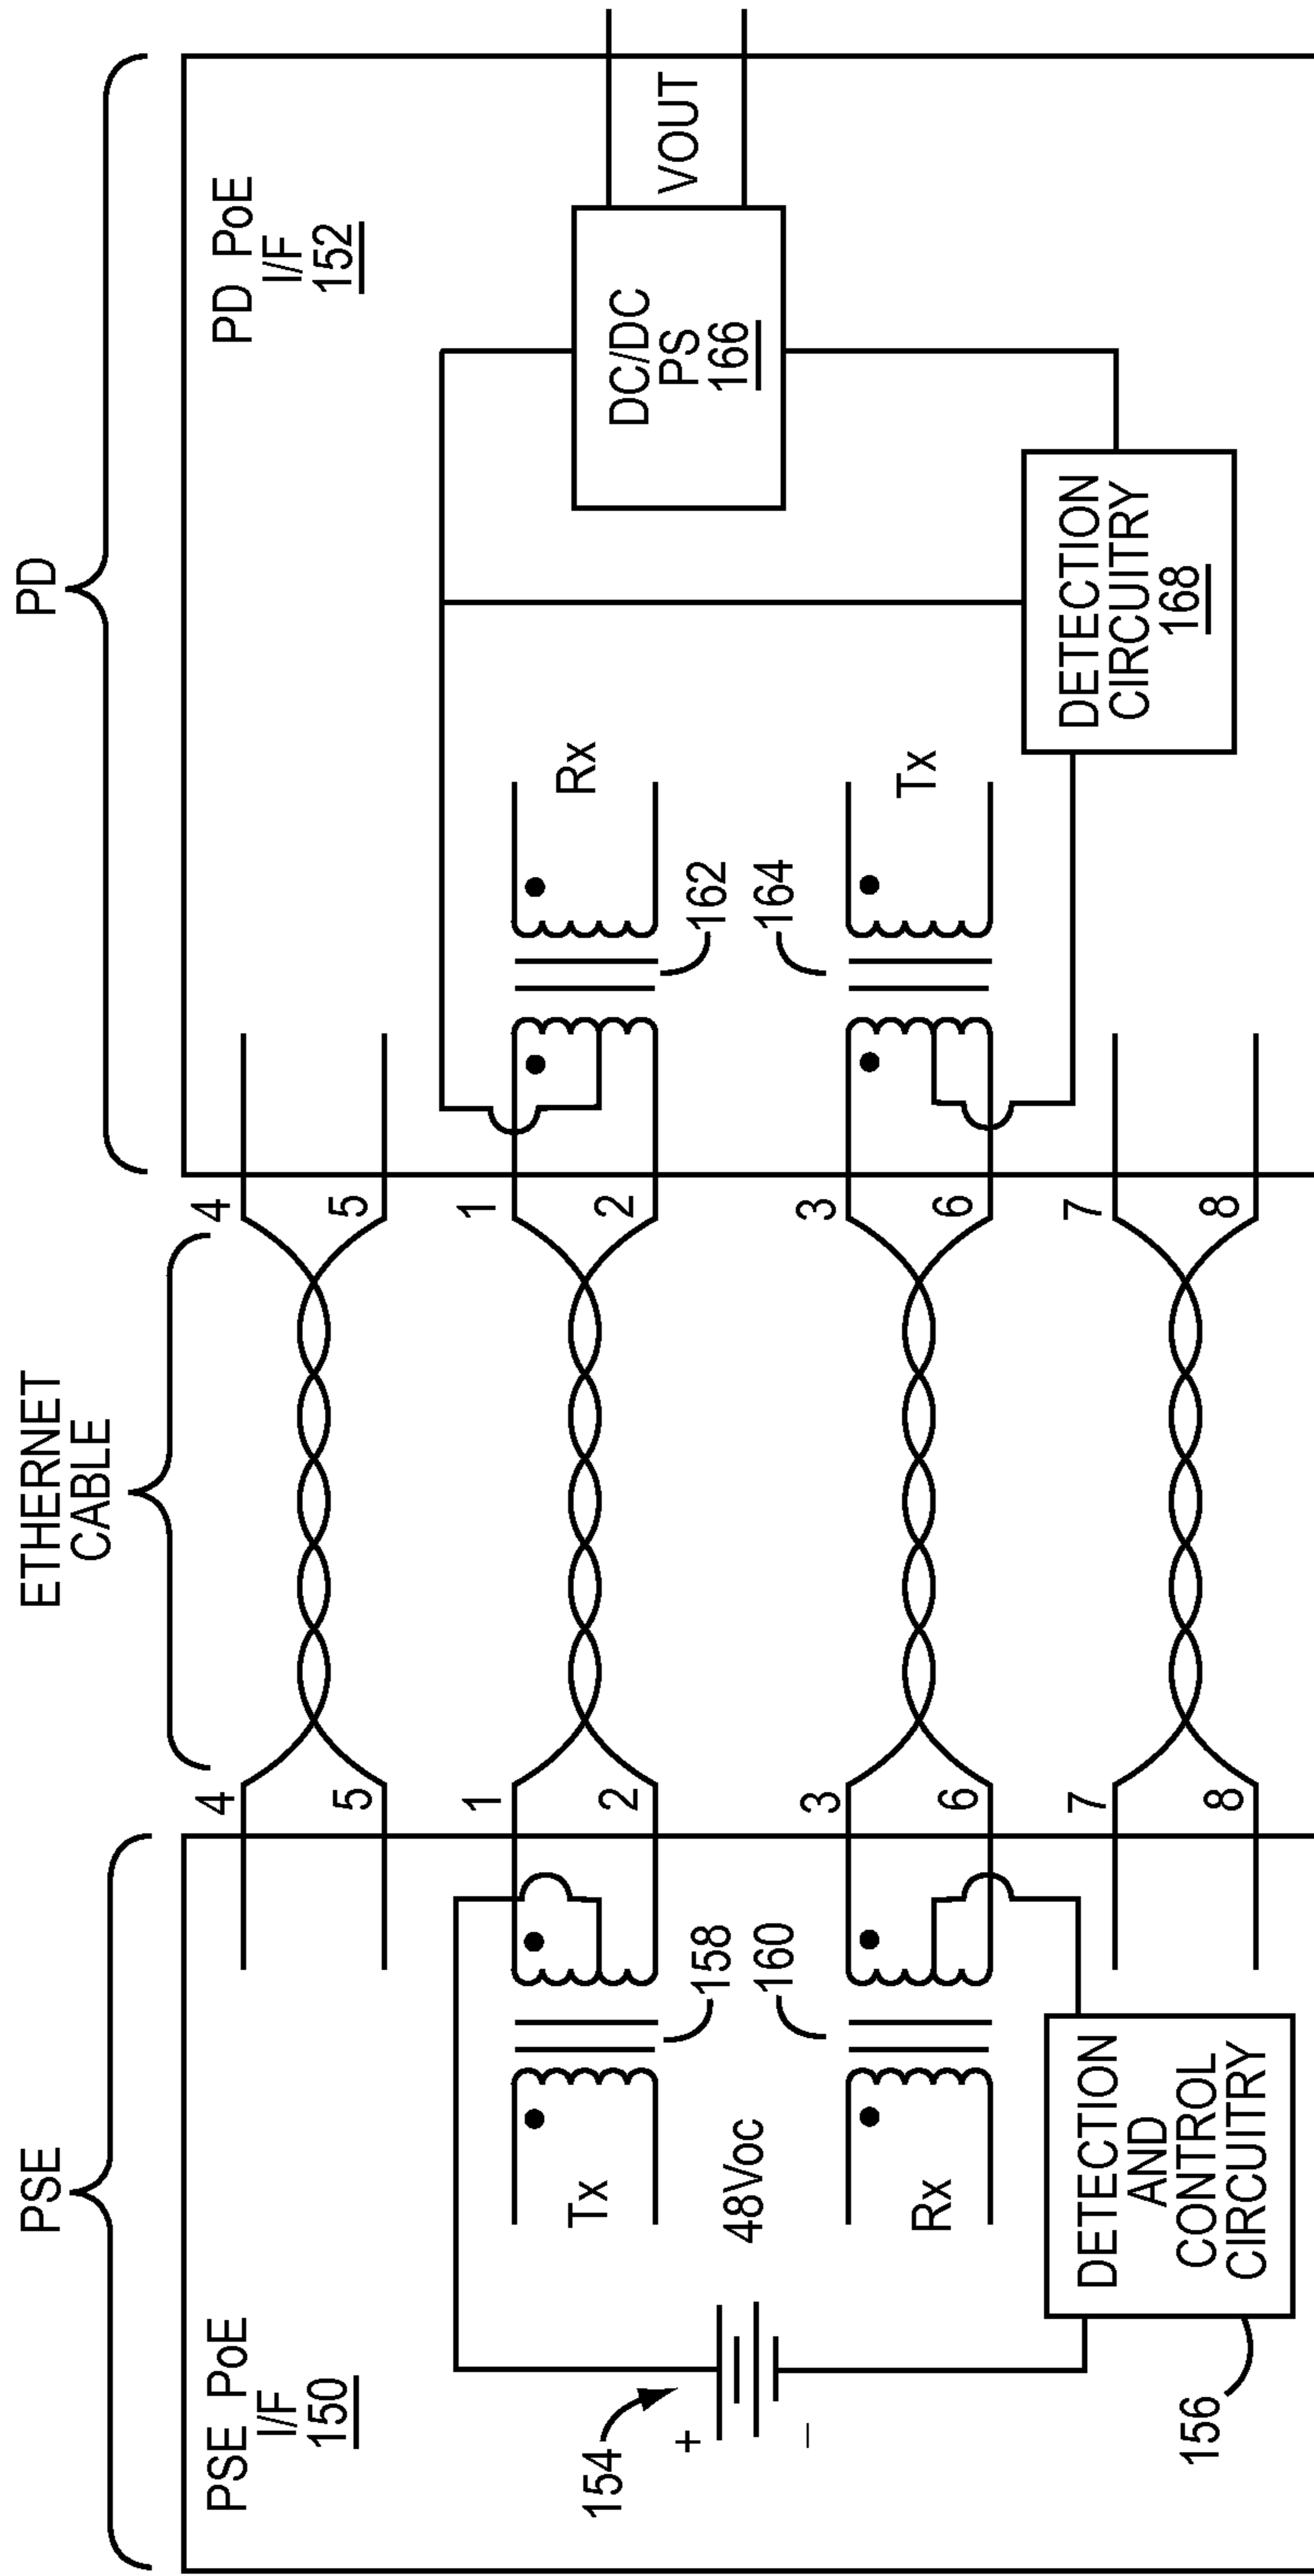 PSE
ETHERNET
CABLE
PD
PSE PoE
I/F
150
PD PoE
I/F
152
4
4
5
5
1
1
2
2
3
3
6
6
7
7
8
8
154
+
–
48Voc
Tx
158
160
Rx
DETECTION
AND
CONTROL
CIRCUITRY
156
Rx
162
164
Tx
DC/DC
PS
166
VOUT
DETECTION
CIRCUITRY
168